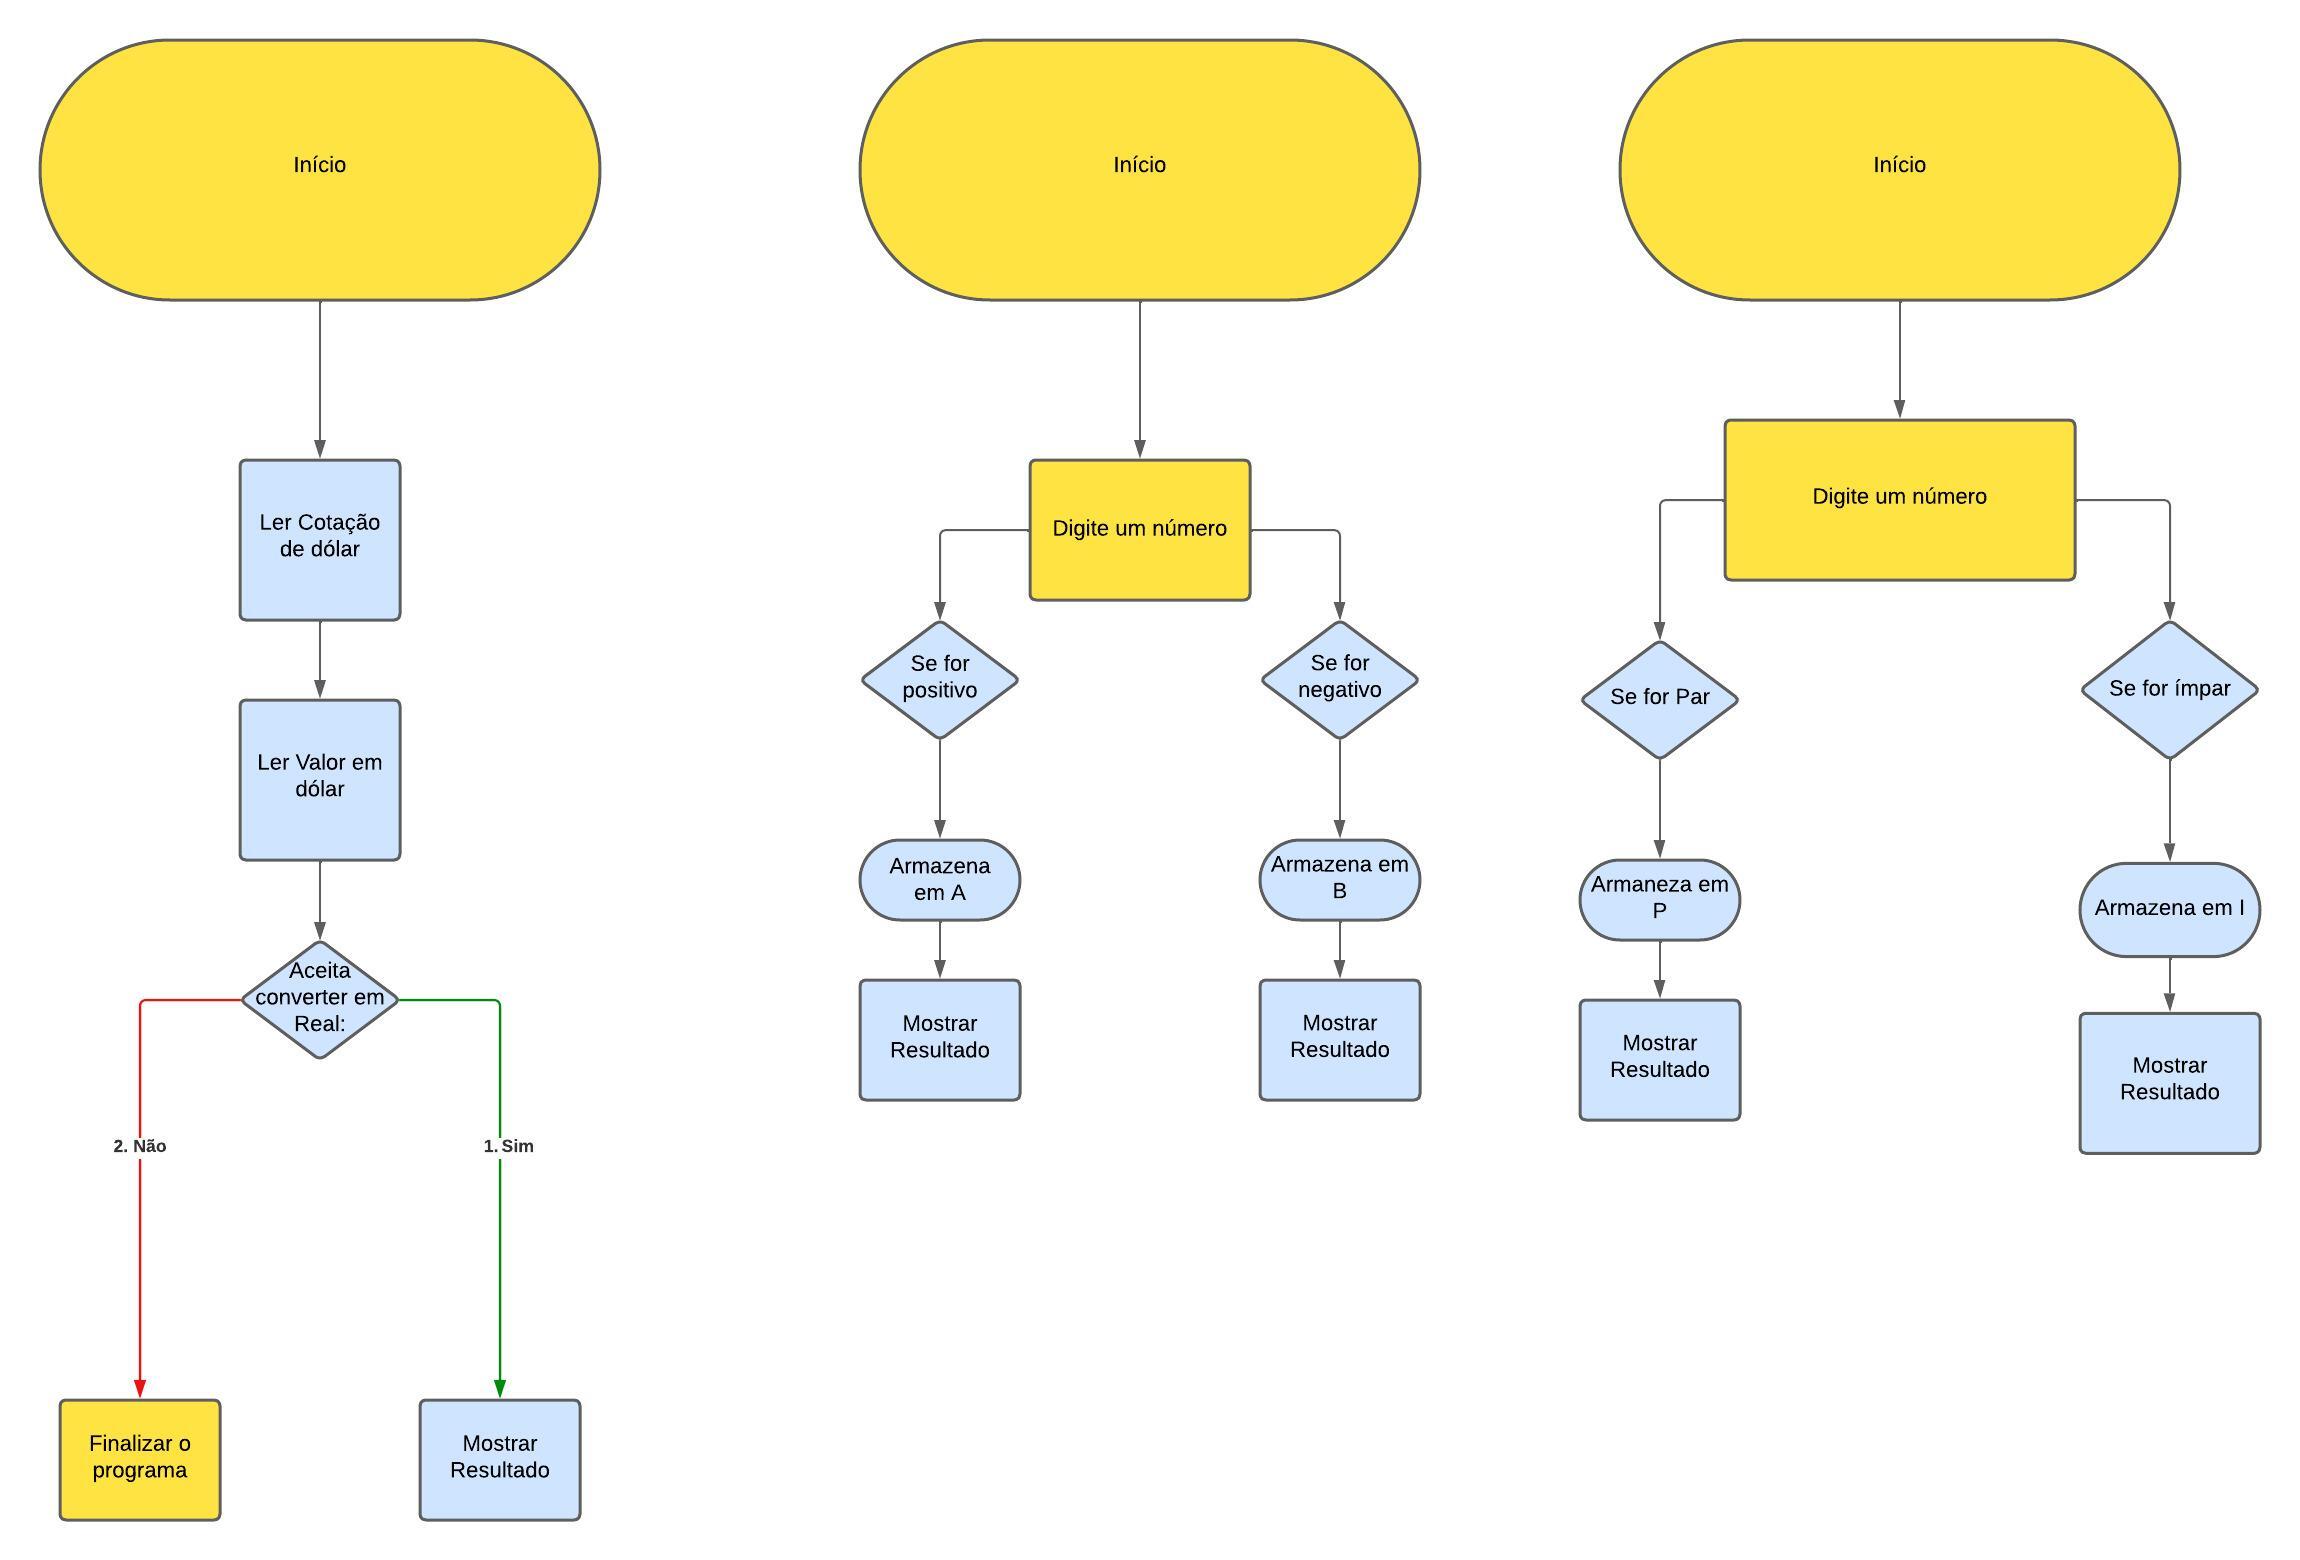 Início
Ler Cotação
de dólar
Ler Valor em
dólar
Aceita
converter em
Real:
2. Não
1. Sim
Finalizar o
programa
Mostrar
Resultado
Início
Digite um número
Se for
positivo
Se for
negativo
Armazena
em A
Armazena em
B
Mostrar
Resultado
Mostrar
Resultado
Início
Digite um número
Se for Par
Se for ímpar
Armaneza em
P
Armazena em I
Mostrar
Resultado
Mostrar
Resultado